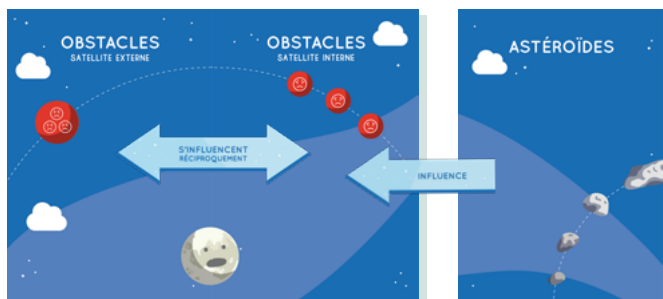 OBSTACLES
SATELLITE EXTERNE
OBSTACLES
SATELLITE INTERNE
ASTÉROÏDES
S'INFLUENCENT
RÉCIPROQUEMENT
INFLUENCE